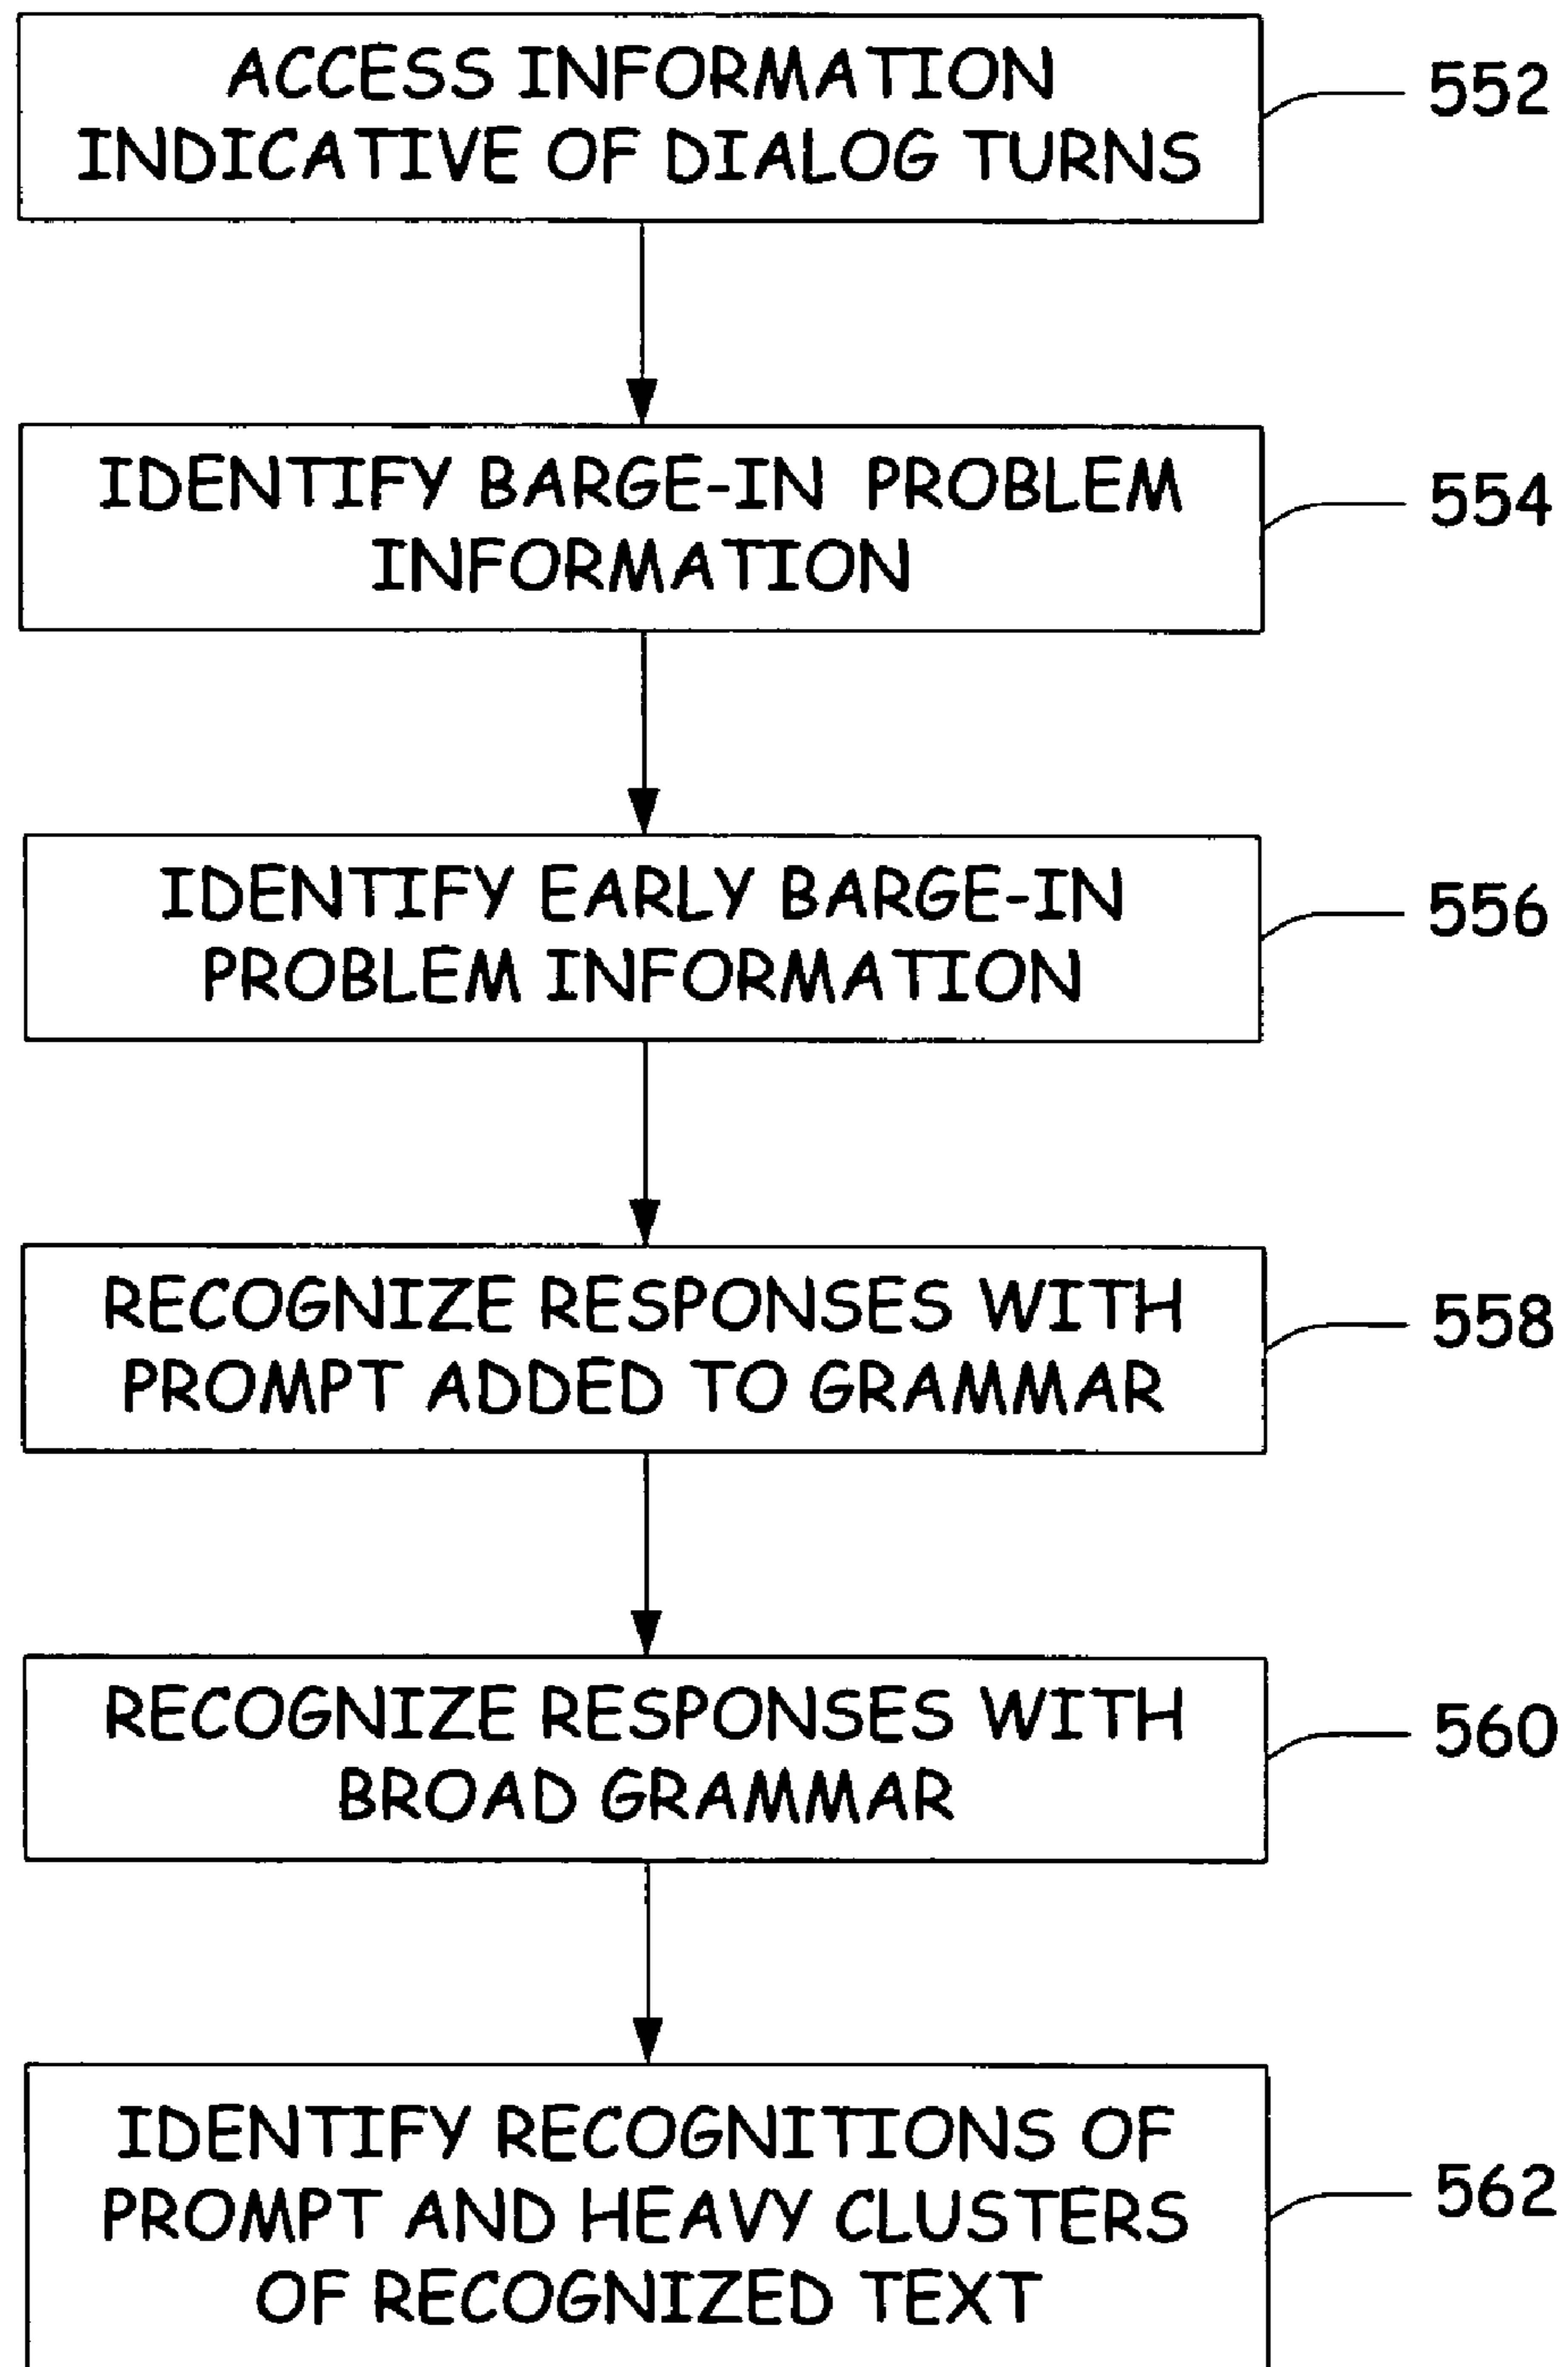 ACCESS INFORMATION
INDICATIVE OF DIALOG TURNS
552
IDENTIFY BARGE-IN PROBLEM
INFORMATION
554
IDENTIFY EARLY BARGE-IN
PROBLEM INFORMATION
556
RECOGNIZE RESPONSES WITH
PROMPT ADDED TO GRAMMAR
558
RECOGNIZE RESPONSES WITH
BROAD GRAMMAR
560
IDENTIFY RECOGNITIONS OF
PROMPT AND HEAVY CLUSTERS
OF RECOGNIZED TEXT
562